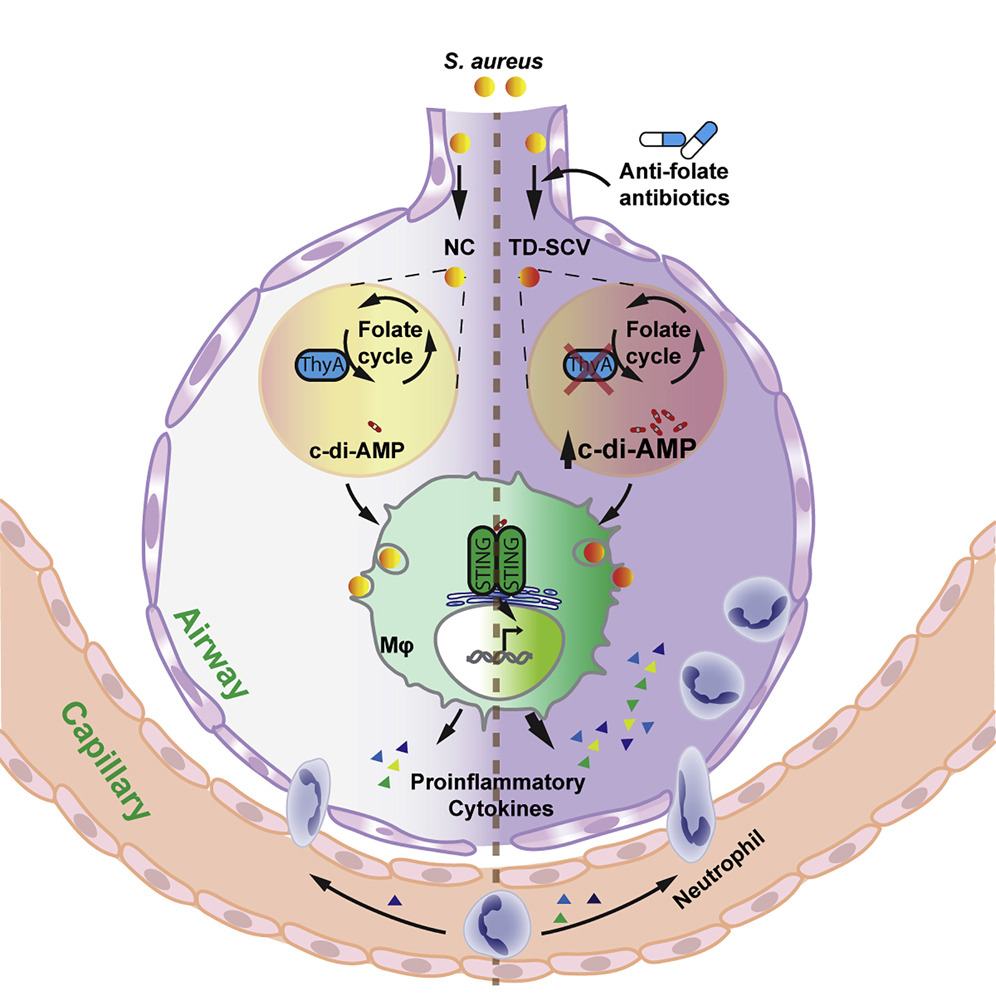 S. aureus
Anti-folate
antibiotics
NC
TD-SCV
Folate
cycle
ThyA
c-di-AMP
Folate
cycle
ThyA
c-di-AMP
STING
STING
Mφ
Airway
Capillary
Proinflammatory
Cytokines
Neutrophil